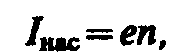 Iнас = en,